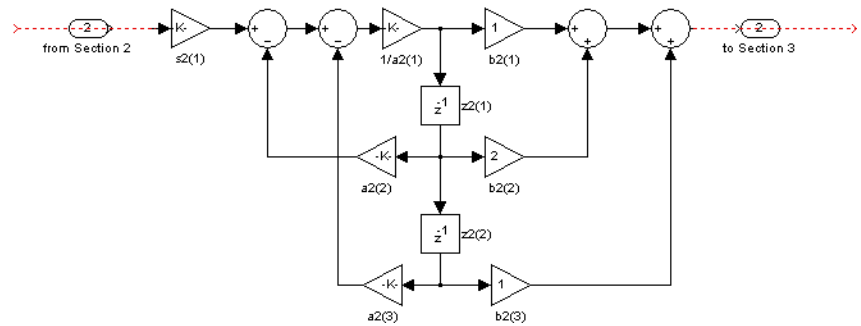 2
from Section 2
K-
s2(1)
+
−
+
−
K-
1/a2(1)
1
b2(1)
+
+
+
+
2
to Section 3
z-1
z2(1)
-K-
a2(2)
2
b2(2)
z-1
z2(2)
-K-
a2(3)
1
b2(3)